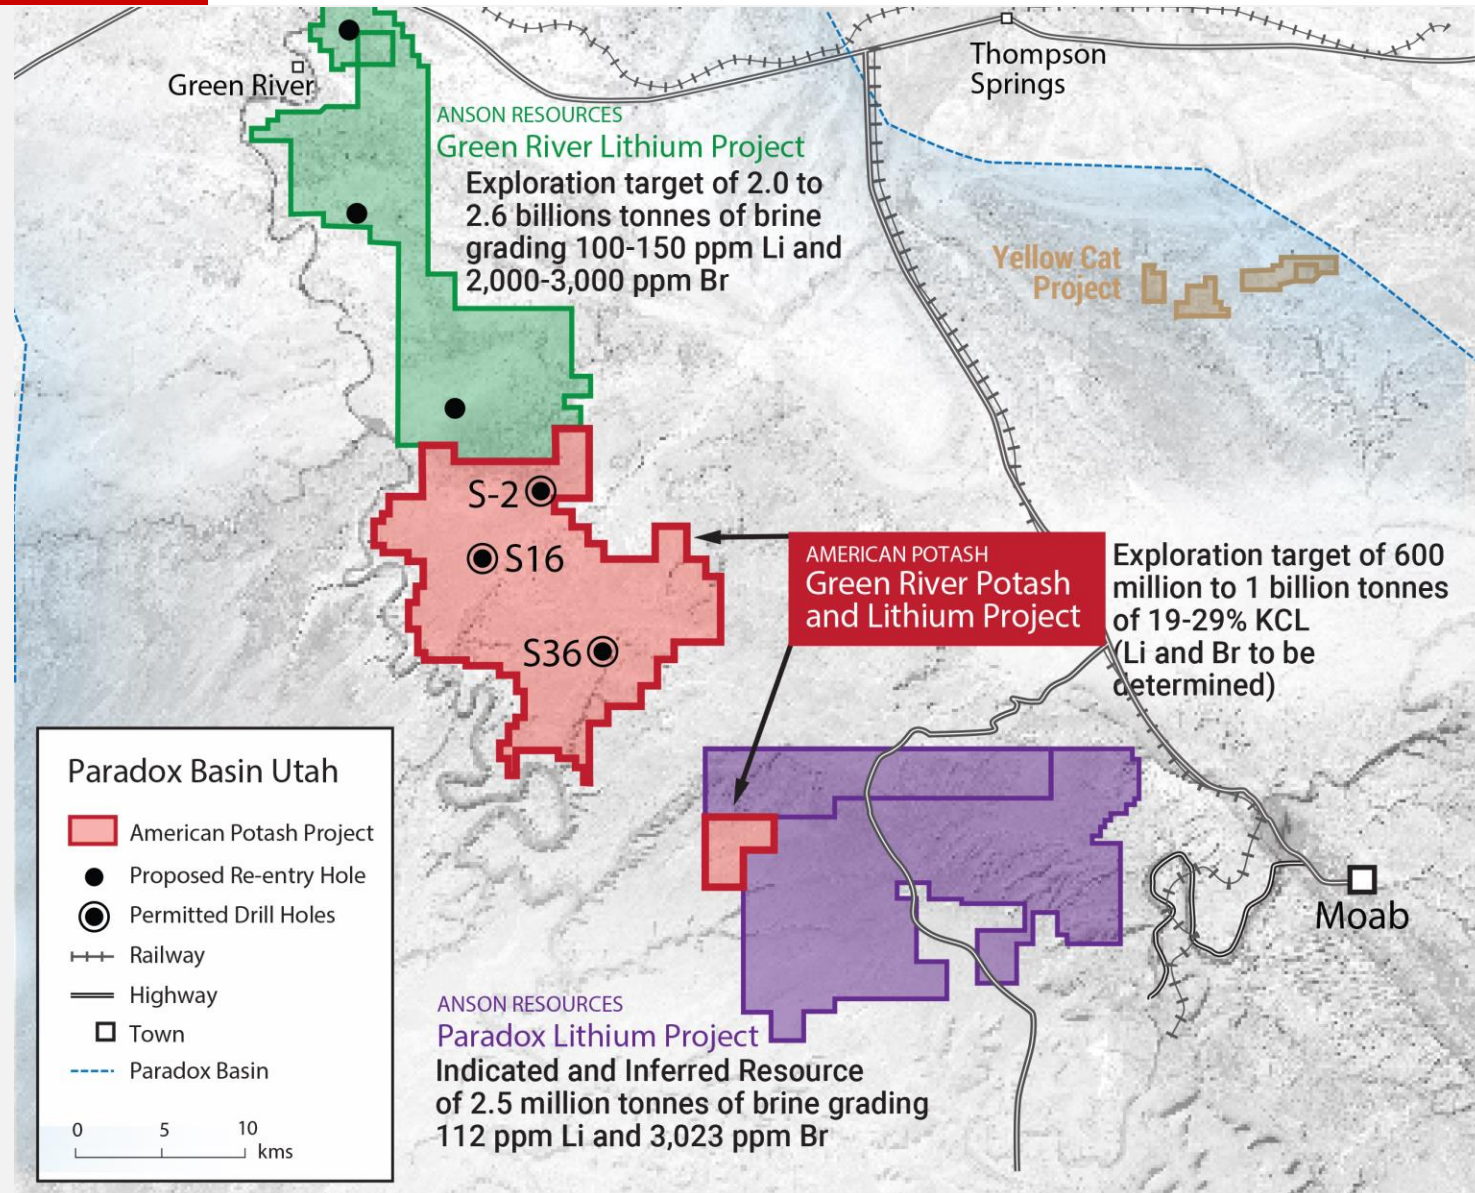 Thompson
Springs
Green River
ANSON RESOURCES
Green River Lithium Project
Exploration target of 2.0 to
2.6 billions tonnes of brine
grading 100-150 ppm Li and
2,000-3,000 ppm Br
Yellow Cat
Project
S-2
S16
S36
AMERICAN POTASH
Green River Potash
and Lithium Project
Exploration target of 600
million to 1 billion tonnes
of 19-29% KCL
(Li and Br to be
determined)
Moab
ANSON RESOURCES
Paradox Lithium Project
Indicated and Inferred Resource
of 2.5 million tonnes of brine grading
112 ppm Li and 3,023 ppm Br
Paradox Basin Utah
American Potash Project
Proposed Re-entry Hole
Permitted Drill Holes
Railway
Highway
Town
Paradox Basin
0 5 10
kms